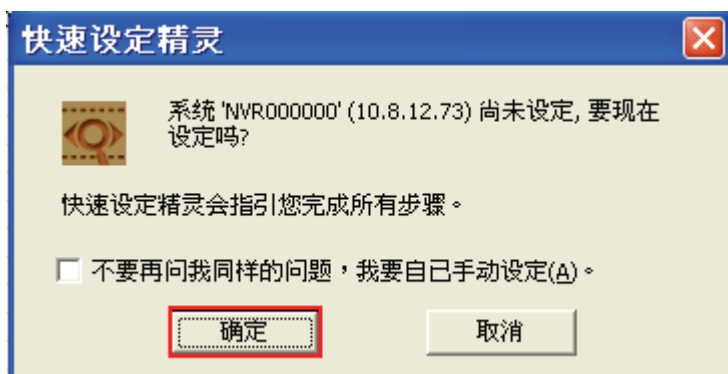 快速设定精灵
系统 'NVR000000' (10.8.12.73) 尚未设定, 要现在
设定吗?
快速设定精灵会指引您完成所有步骤。
不要再问我同样的问题，我要自已手动设定(A)。
确定 取消